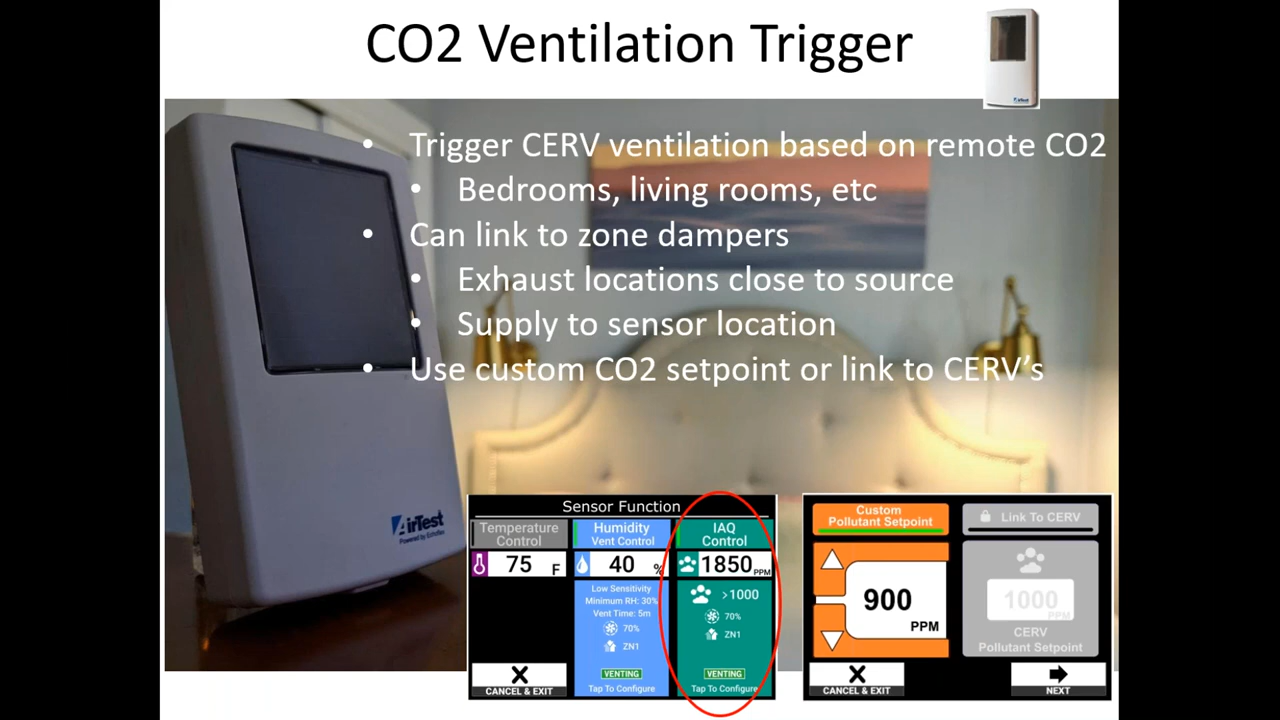 CO2 Ventilation Trigger
AirTest
• Trigger CERV ventilation based on remote CO2
• Bedrooms, living rooms, etc
• Can link to zone dampers
• Exhaust locations close to source
• Supply to sensor location
• Use custom CO2 setpoint or link to CERV's
AirTest
Powered by EchoFlex
Sensor Function
Temperature
Control
75 F
CANCEL & EXIT
Humidity
Vent Control
40 %
Low Sensitivity
Minimum RH: 30%
Vent Time: 5m
70%
ZN1
VENTING
Tap To Configure
IAQ
Control
1850 PPM
>1000
70%
ZN1
VENTING
Tap To Configure
Custom
Pollutant Setpoint
900
PPM
CANCEL & EXIT
Link To CERV
1000
PPM
CERV
Pollutant Setpoint
NEXT